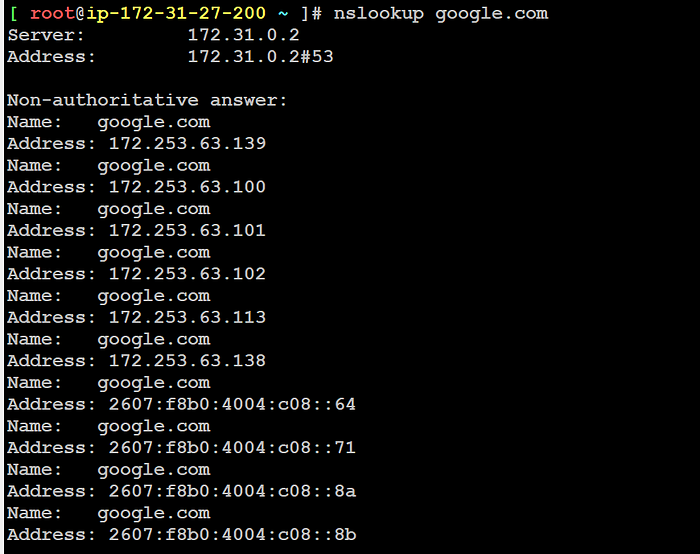 [ root@ip-172-31-27-200 ~ ]# nslookup google.com
Server:         172.31.0.2
Address:        172.31.0.2#53

Non-authoritative answer:
Name:   google.com
Address: 172.253.63.139
Name:   google.com
Address: 172.253.63.100
Name:   google.com
Address: 172.253.63.101
Name:   google.com
Address: 172.253.63.102
Name:   google.com
Address: 172.253.63.113
Name:   google.com
Address: 172.253.63.138
Name:   google.com
Address: 2607:f8b0:4004:c08::64
Name:   google.com
Address: 2607:f8b0:4004:c08::71
Name:   google.com
Address: 2607:f8b0:4004:c08::8a
Name:   google.com
Address: 2607:f8b0:4004:c08::8b